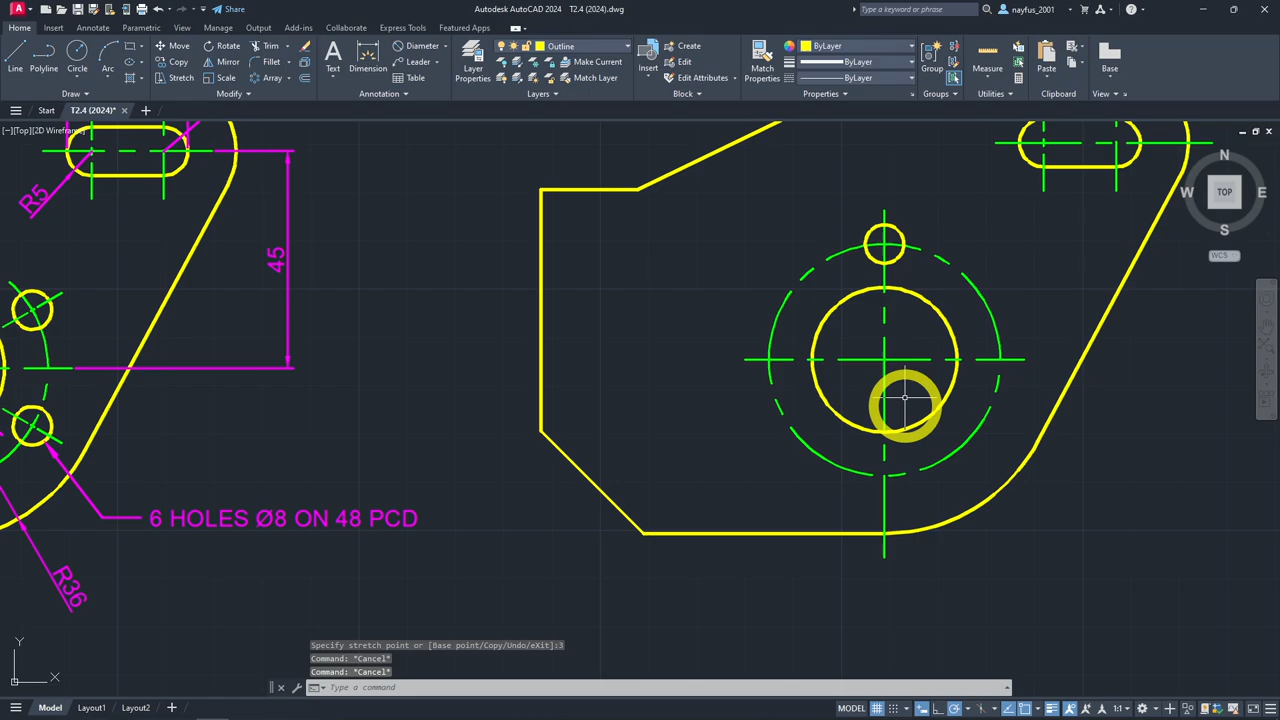 Share
Autodesk AutoCAD 2024 T2.4 (2024).dwg
Type a keyword or phrase
nayfus_2001
Home Insert Annotate Parametric View Manage Output Add-ins Collaborate Express Tools Featured Apps
Line Polyline Circle Arc
Move Rotate Trim
Copy Mirror Fillet
Stretch Scale Array
Text Dimension
Diameter
Leader
Table
Layer Properties
Outline
Make Current
Match Layer
Insert
Create
Edit
Edit Attributes
Match Properties
ByLayer
ByLayer
ByLayer
Group Measure Paste Base
Draw Modify Annotation Layers Block Properties Groups Utilities Clipboard View
Start T2.4 (2024)*
[−][Top][2D Wireframe]
N
W TOP E
S
WCS
R5
45
6 HOLES Ø8 ON 48 PCD
R36
Specify stretch point or [Base point/Copy/Undo/eXit]:3
Command: *Cancel*
Command: *Cancel*
Type a command
Y
X
Model Layout1 Layout2
MODEL
1:1